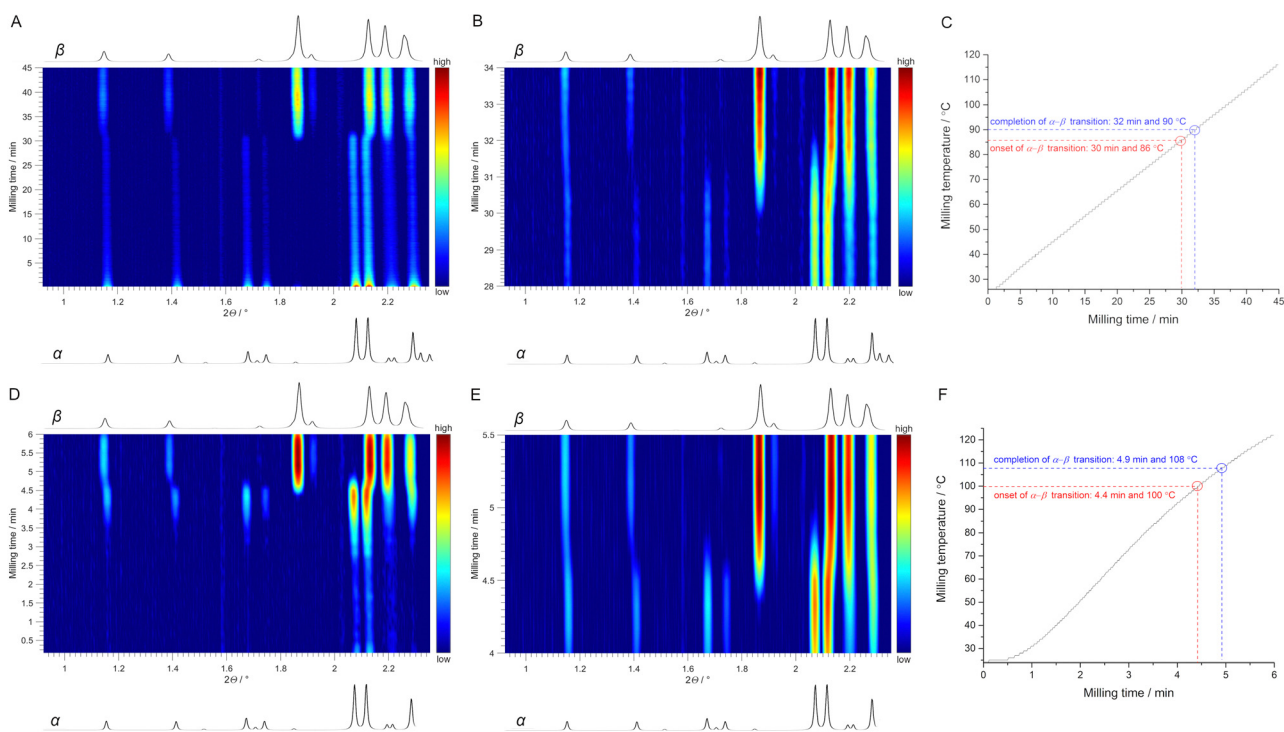 A
β
high
low
Milling time / min
45
40
35
30
25
20
15
10
5
1
1.2
1.4
1.6
1.8
2
2.2
2Θ / °
α
B
β
high
low
Milling time / min
34
33
32
31
30
29
28
1
1.2
1.4
1.6
1.8
2
2.2
2Θ / °
α
C
Milling temperature / °C
120
110
100
90
80
70
60
50
40
30
completion of α–β transition: 32 min and 90 °C
onset of α–β transition: 30 min and 86 °C
0 5 10 15 20 25 30 35 40 45
Milling time / min
D
β
high
low
Milling time / min
6
5.5
5
4.5
4
3.5
3
2.5
2
1.5
1
0.5
1
1.2
1.4
1.6
1.8
2
2.2
2Θ / °
α
E
β
high
low
Milling time / min
5.5
5
4.5
4
1
1.2
1.4
1.6
1.8
2
2.2
2Θ / °
α
F
Milling temperature / °C
120
110
100
90
80
70
60
50
40
30
completion of α–β transition: 4.9 min and 108 °C
onset of α–β transition: 4.4 min and 100 °C
0 1 2 3 4 5 6
Milling time / min